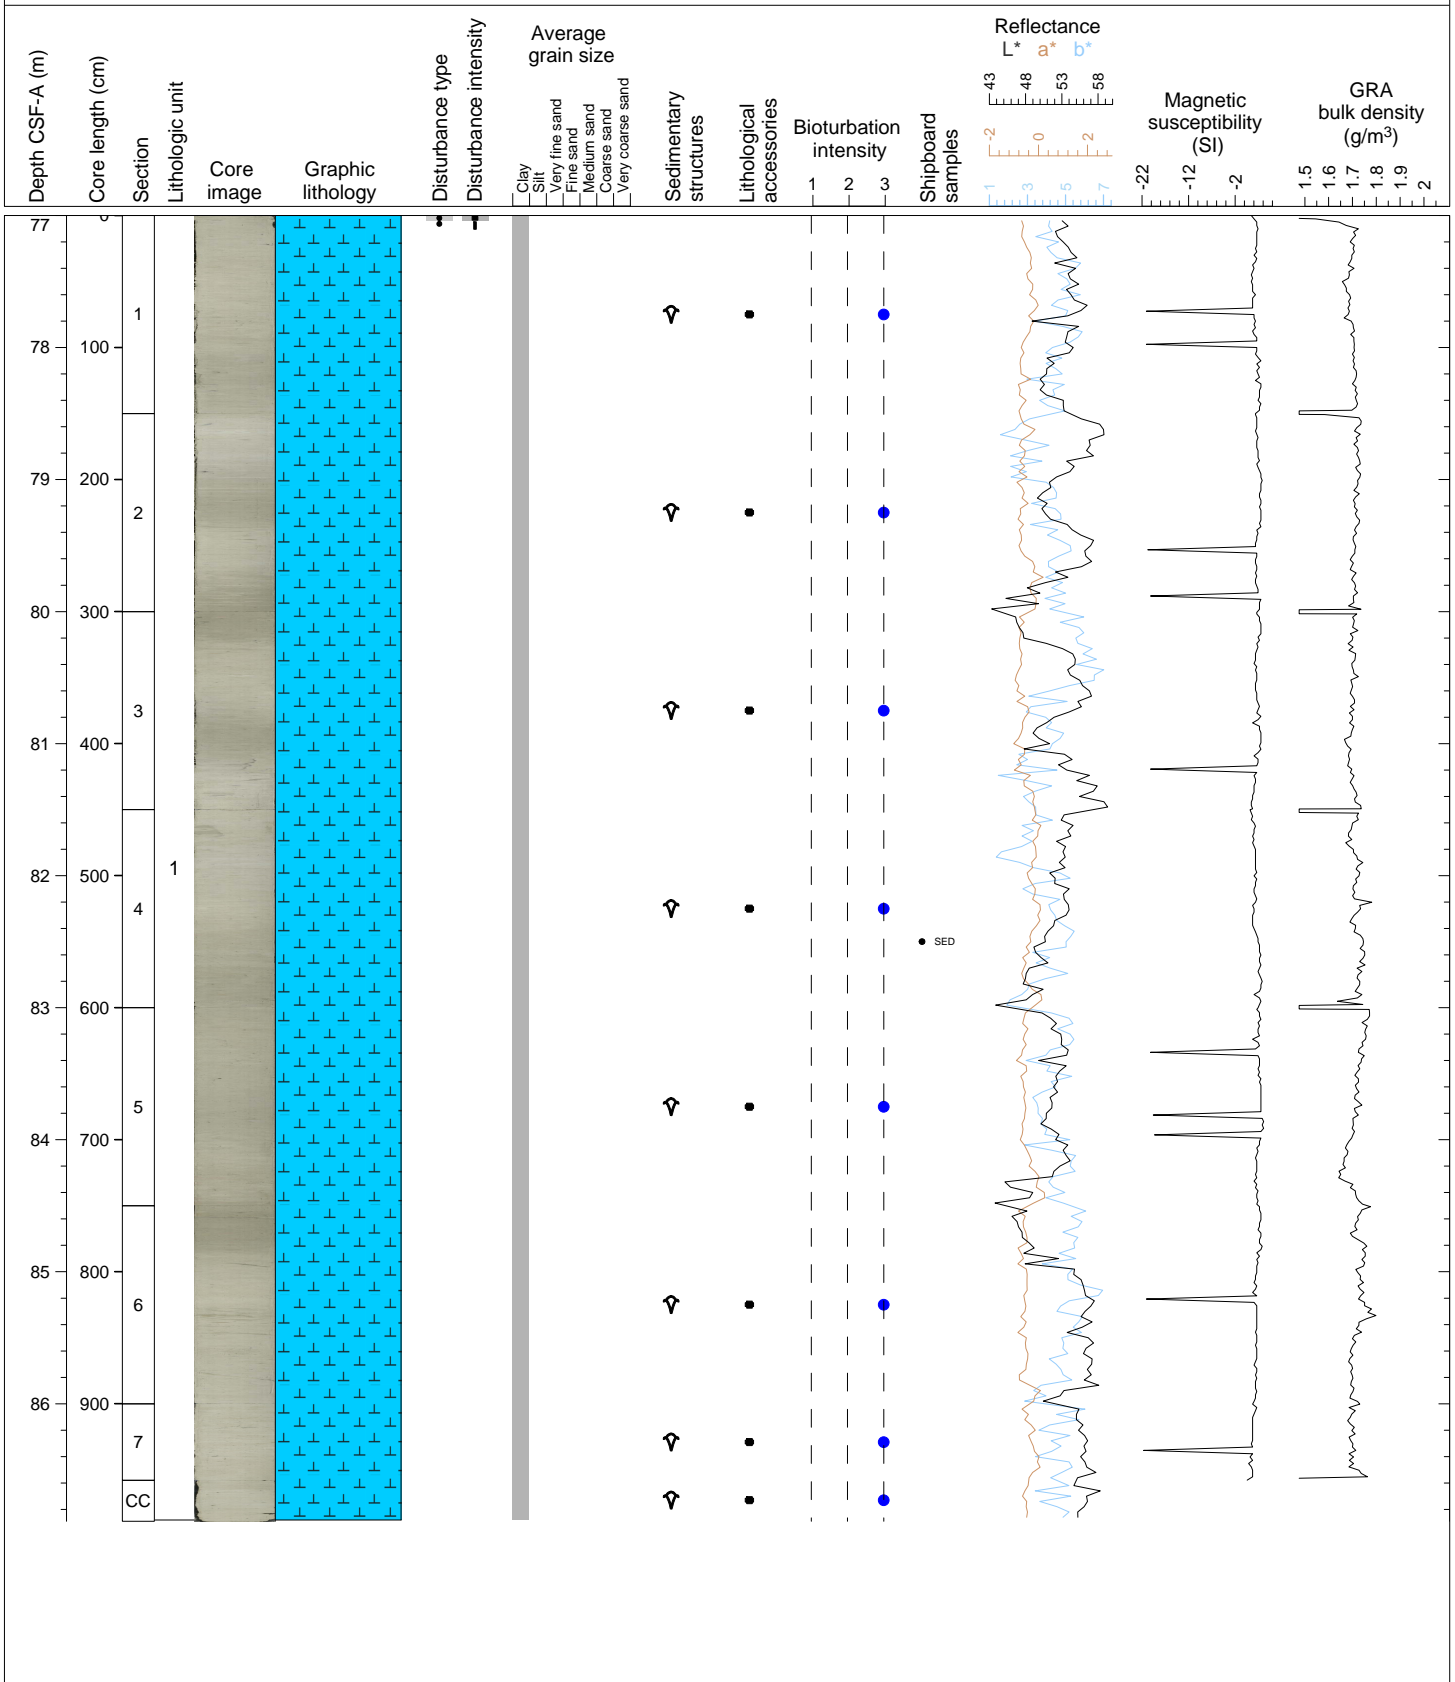 Depth CSF-A (m)
Core length (cm)
Section
Lithologic unit
Core
image
Graphic
lithology
Disturbance type
Disturbance intensity
Average
grain size
Clay
Silt
Very fine sand
Fine sand
Medium sand
Coarse sand
Very coarse sand
Sedimentary
structures
Lithological
accessories
Bioturbation
intensity
1 2 3
Shipboard
samples
Reflectance
L* a* b*
43 48 53 58
-2 0 2
1 3 5 7
Magnetic
susceptibility
(SI)
-22 -12 -2
GRA
bulk density
(g/m³)
1.5 1.6 1.7 1.8 1.9 2
77 0
1
78 100
79 200
2
80 300
3
81 400
1
82 500
4
SED
83 600
5
84 700
85 800
6
86 900
7
CC